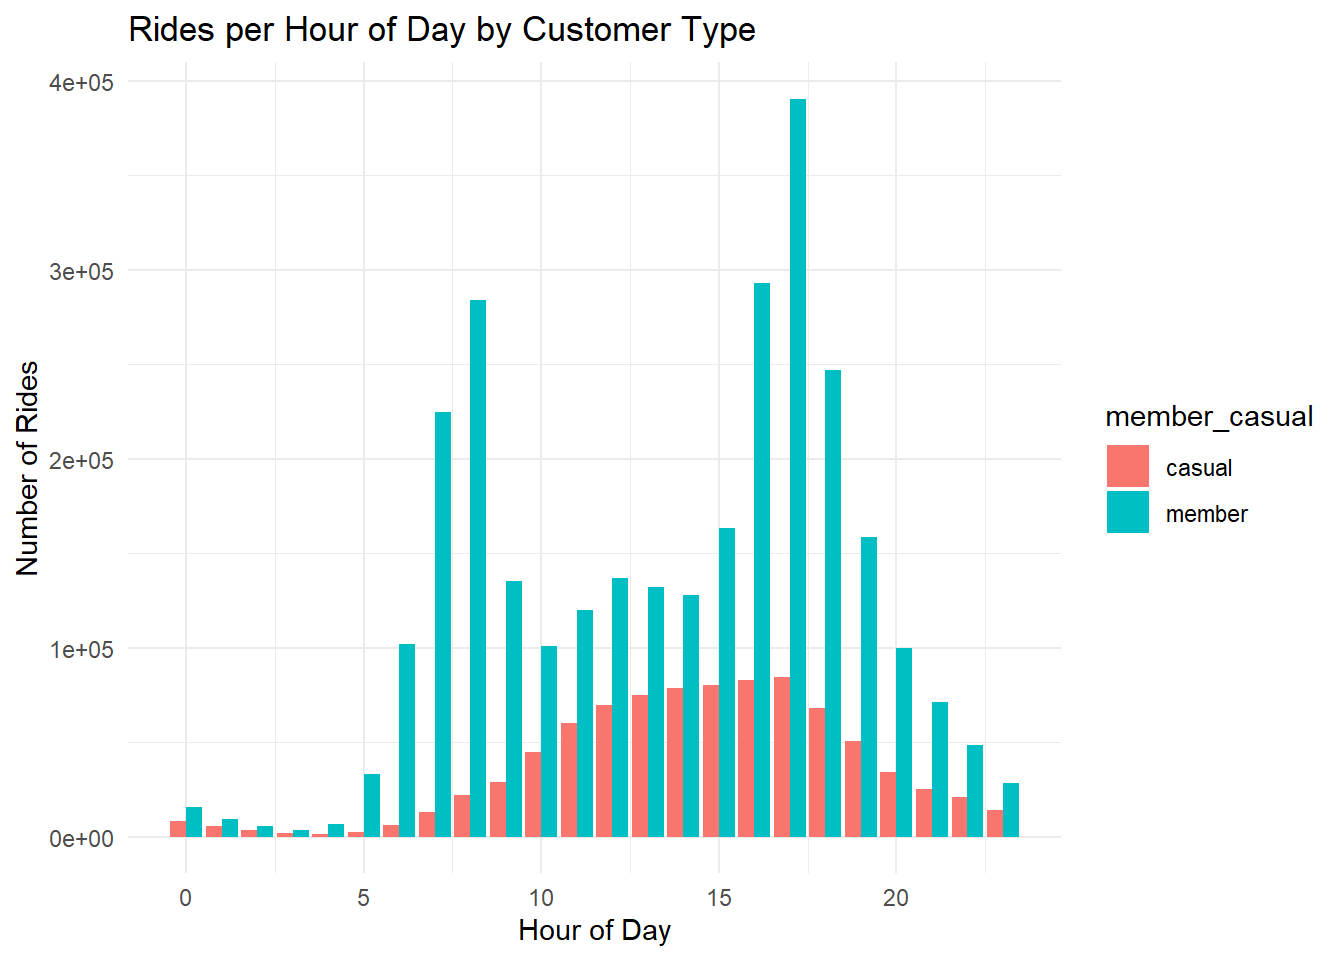 Rides per Hour of Day by Customer Type
4e+05
3e+05
2e+05
1e+05
0e+00
Number of Rides
0 5 10 15 20
Hour of Day
member_casual
casual
member